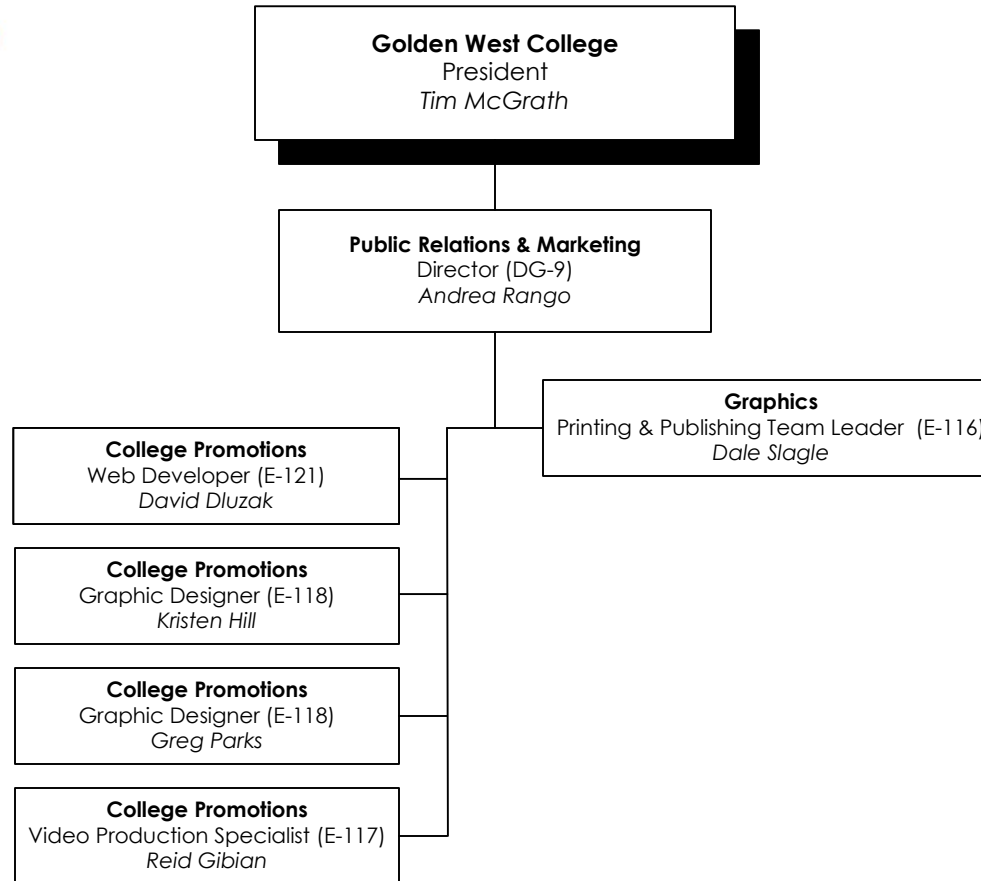 Golden West College
President
Tim McGrath
Public Relations & Marketing
Director (DG-9)
Andrea Rango
Graphics
Printing & Publishing Team Leader (E-116)
Dale Slagle
College Promotions
Web Developer (E-121)
David Dluzak
College Promotions
Graphic Designer (E-118)
Kristen Hill
College Promotions
Graphic Designer (E-118)
Greg Parks
College Promotions
Video Production Specialist (E-117)
Reid Gibian